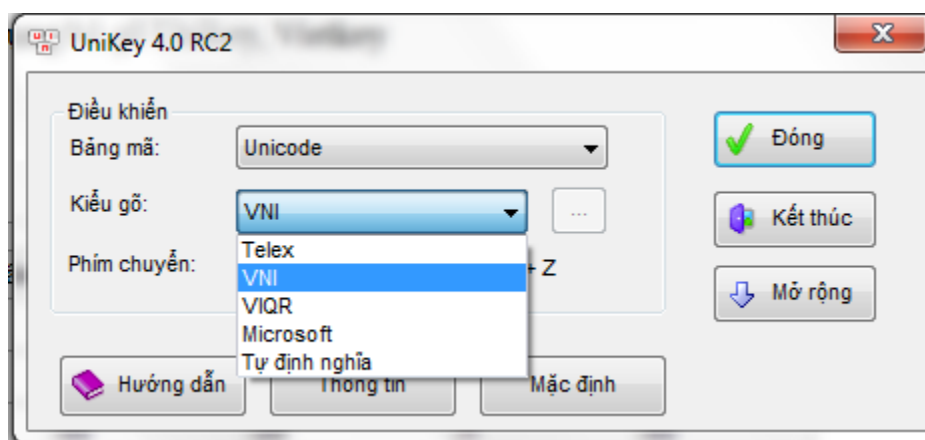 UniKey 4.0 RC2
Điều khiển
Bảng mã:
Unicode
Đóng
Kiểu gõ:
VNI
...
Kết thúc
Telex
Phím chuyển:
VNI
+ Z
VIQR
Mở rộng
Microsoft
Tự định nghĩa
Hướng dẫn
Thông tin
Mặc định